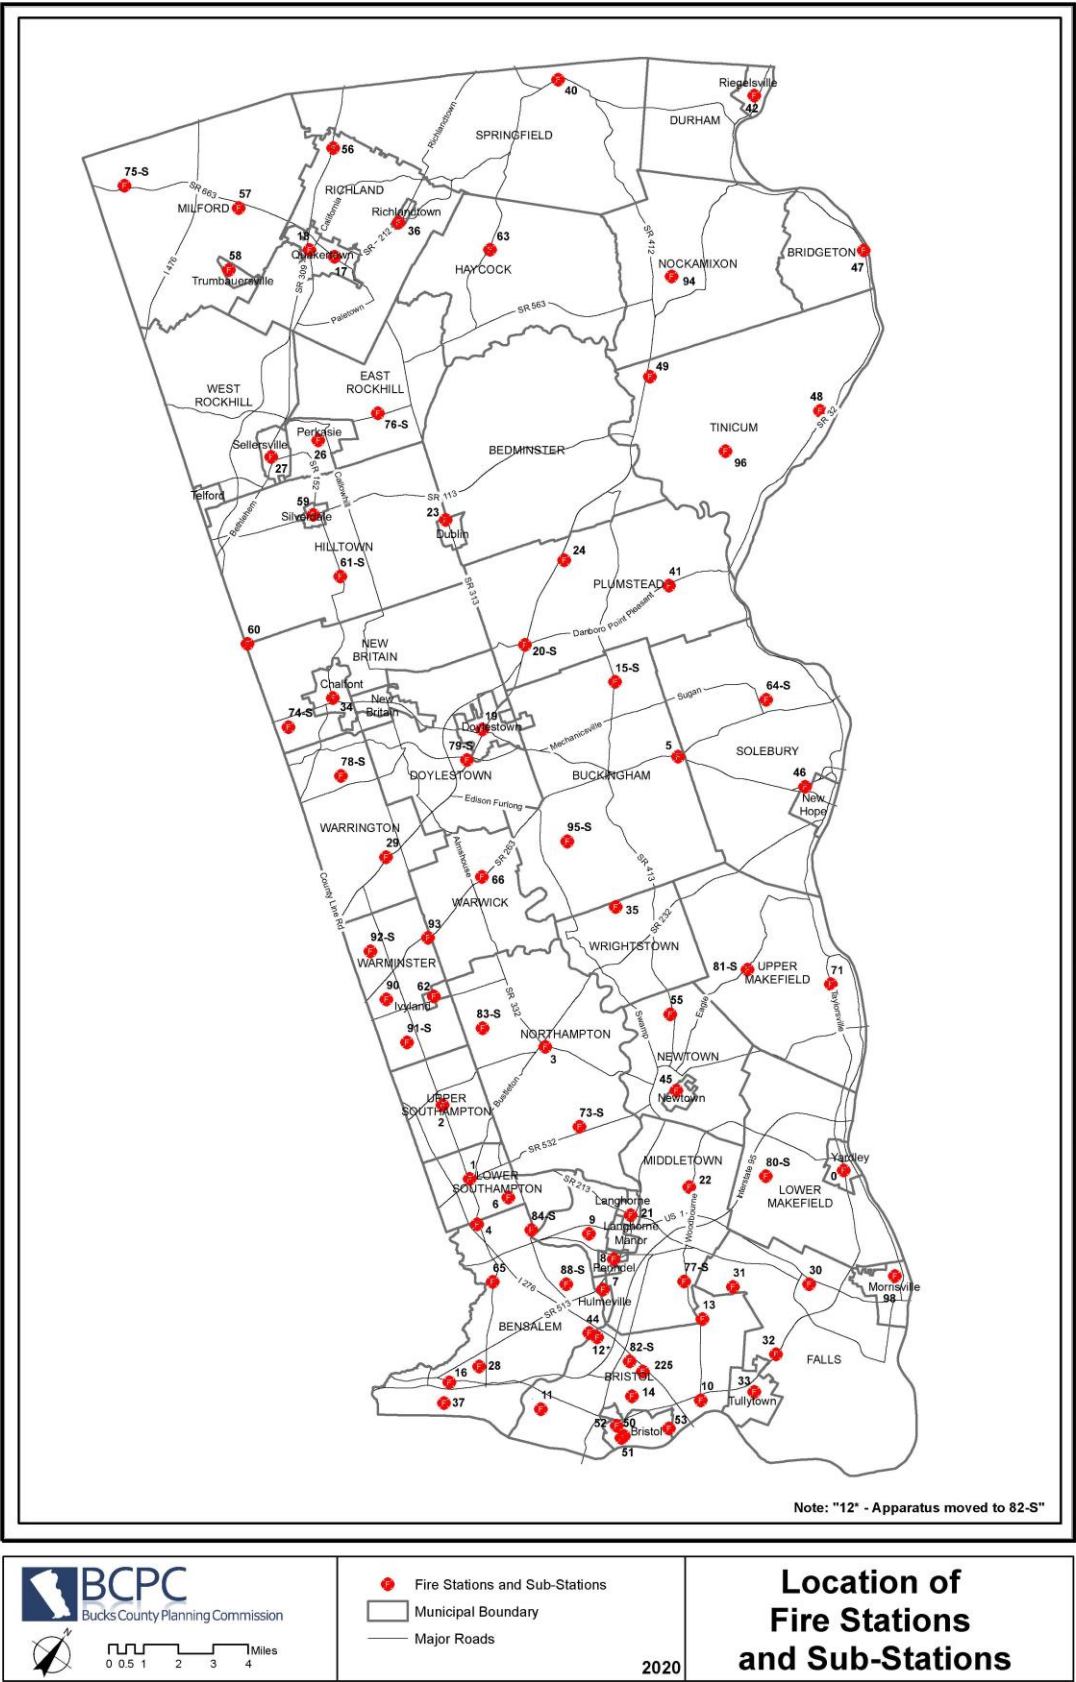 Riegelsville
40
42
DURHAM
SPRINGFIELD
Richlandtown
56
75-S
SR 663
57
MILFORD
RICHLAND
California
Richlandtown
36
SR - 212
18
Quakertown
17
63
HAYCOCK
SR 412
NOCKAMIXON
94
BRIDGETON
47
I 476
58
Trumbauersville
SR 309
Paletown
SR 563
49
EAST
ROCKHILL
WEST
ROCKHILL
76-S
48
SR 32
TINICUM
96
Perkasie
26
Sellersville
27
BEDMINSTER
SR 152
Callowhill
SR 113
Telford
Bethlehem
59
Silverdale
23
Dublin
HILLTOWN
61-S
24
41
PLUMSTEAD
SR 313
Danboro Point Pleasant
60
NEW
BRITAIN
20-S
15-S
Chalfont
34
New
Britain
74-S
Sugan
64-S
19
Doylestown
79-S
Mechanicsville
5
SOLEBURY
78-S
DOYLESTOWN
BUCKINGHAM
46
New
Hope
Edison Furlong
WARRINGTON
29
95-S
Almshouse
SR 263
SR 413
County Line Rd
66
WARWICK
35
SR 232
WRIGHTSTOWN
93
92-S
WARMINSTER
81-S
UPPER
MAKEFIELD
71
Taylorsville
90
62
Ivyland
91-S
SR 332
83-S
NORTHAMPTON
3
Swamp
55
Eagle
NEWTOWN
45
Newtown
Bustleton
UPPER
SOUTHAMPTON
2
73-S
SR 532
MIDDLETOWN
22
Interstate 95
80-S
LOWER
MAKEFIELD
Yardley
0
1
LOWER
SOUTHAMPTON
6
SR 213
Langhorne
21
Langhorne
Manor
US 1
Woodbourne
4
84-S
9
8
Penndel
65
I 276
88-S
7
Hulmeville
77-S
31
30
Morrisville
98
SR 513
BENSALEM
44
12*
13
82-S
225
BRISTOL
32
FALLS
28
16
37
11
14
10
33
Tullytown
52
50
53
Bristol
51
Note: "12* - Apparatus moved to 82-S"
BCPC
Bucks County Planning Commission
N
0 0.5 1 2 3 4
Miles
Fire Stations and Sub-Stations
Municipal Boundary
Major Roads
2020
Location of
Fire Stations
and Sub-Stations